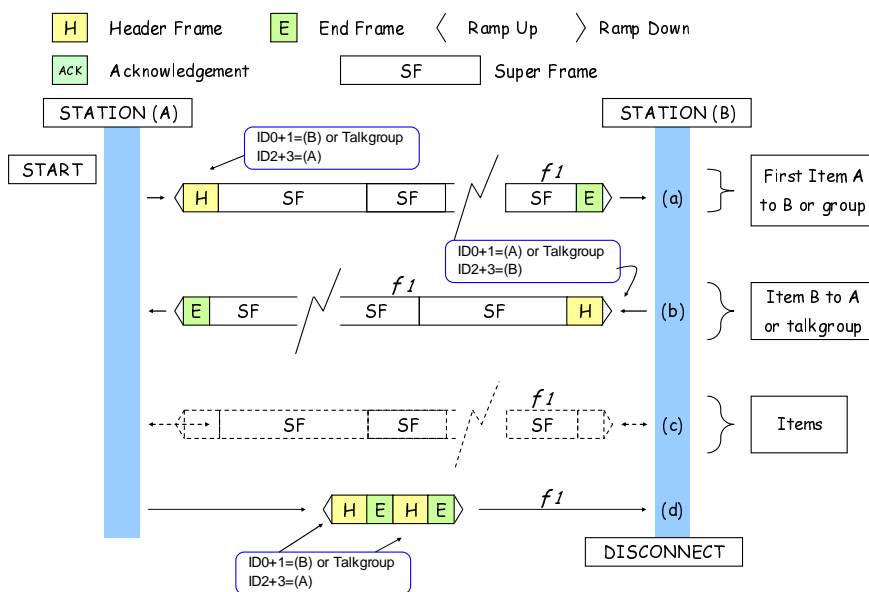 H Header Frame E End Frame Ramp Up Ramp Down
ACK Acknowledgement SF Super Frame
STATION (A) STATION (B)
START
ID0+1=(B) or Talkgroup
ID2+3=(A)
f1
H SF SF SF E (a)
First Item A
to B or group
ID0+1=(A) or Talkgroup
ID2+3=(B)
f1
E SF SF SF H (b)
Item B to A
or talkgroup
f1
SF SF SF (c) Items
H E H E f1 (d)
ID0+1=(B) or Talkgroup
ID2+3=(A)
DISCONNECT